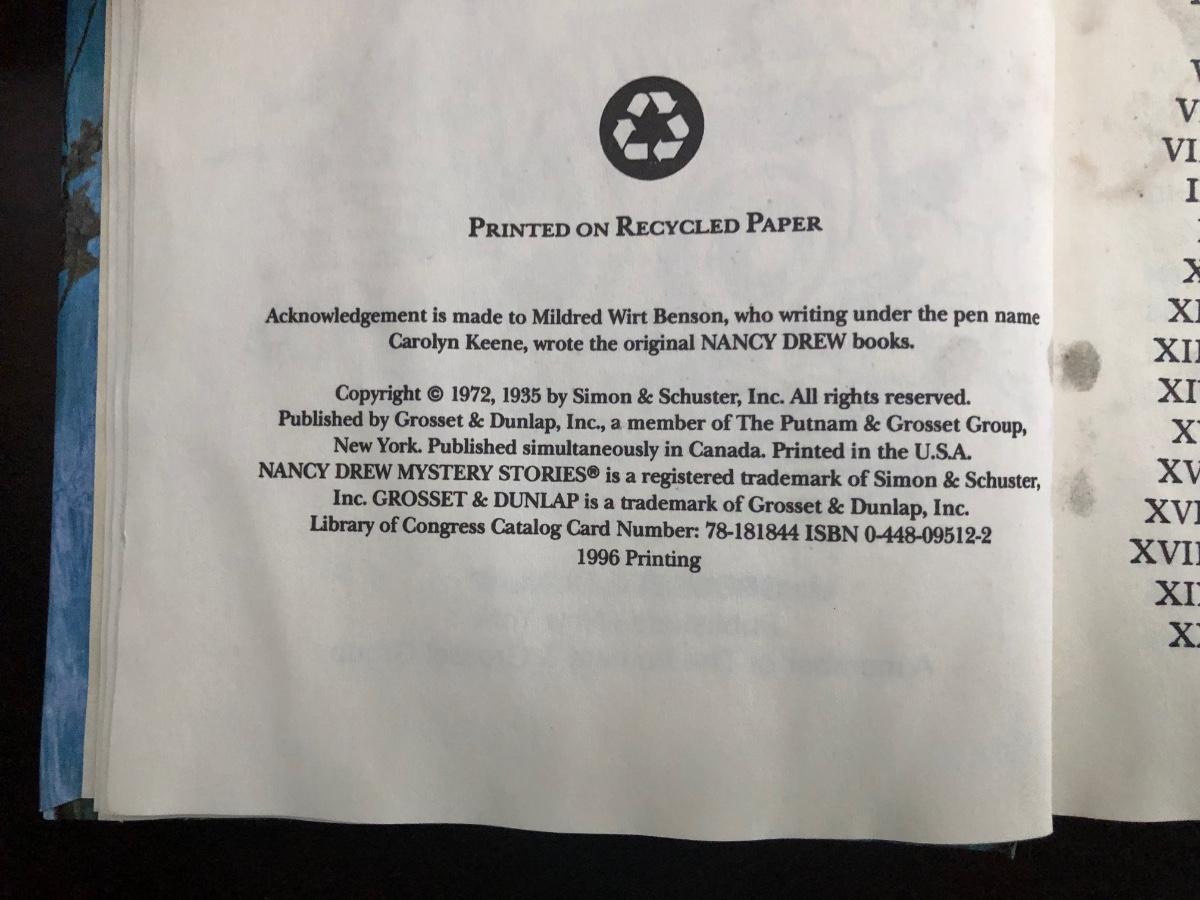 PRINTED ON RECYCLED PAPER
Acknowledgement is made to Mildred Wirt Benson, who writing under the pen name
Carolyn Keene, wrote the original NANCY DREW books.
Copyright © 1972, 1935 by Simon & Schuster, Inc. All rights reserved.
Published by Grosset & Dunlap, Inc., a member of The Putnam & Grosset Group,
New York. Published simultaneously in Canada. Printed in the U.S.A.
NANCY DREW MYSTERY STORIES® is a registered trademark of Simon & Schuster,
Inc. GROSSET & DUNLAP is a trademark of Grosset & Dunlap, Inc.
Library of Congress Catalog Card Number: 78-181844 ISBN 0-448-09512-2
1996 Printing